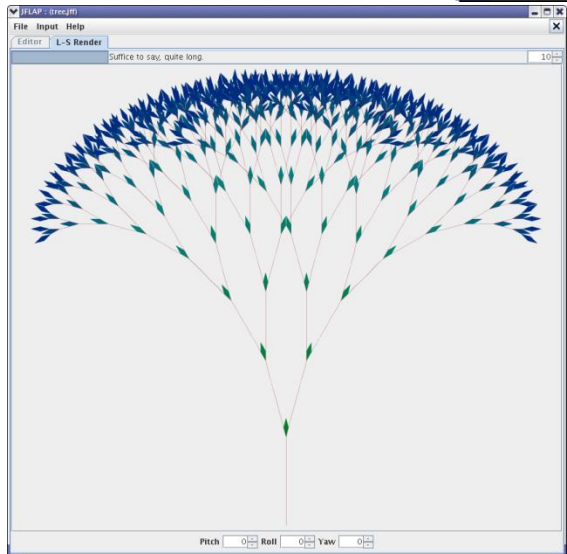 JFLAP : (tree.jff)
File Input Help
Editor L-S Render
Suffice to say, quite long. 10
Pitch 0 Roll 0 Yaw 0